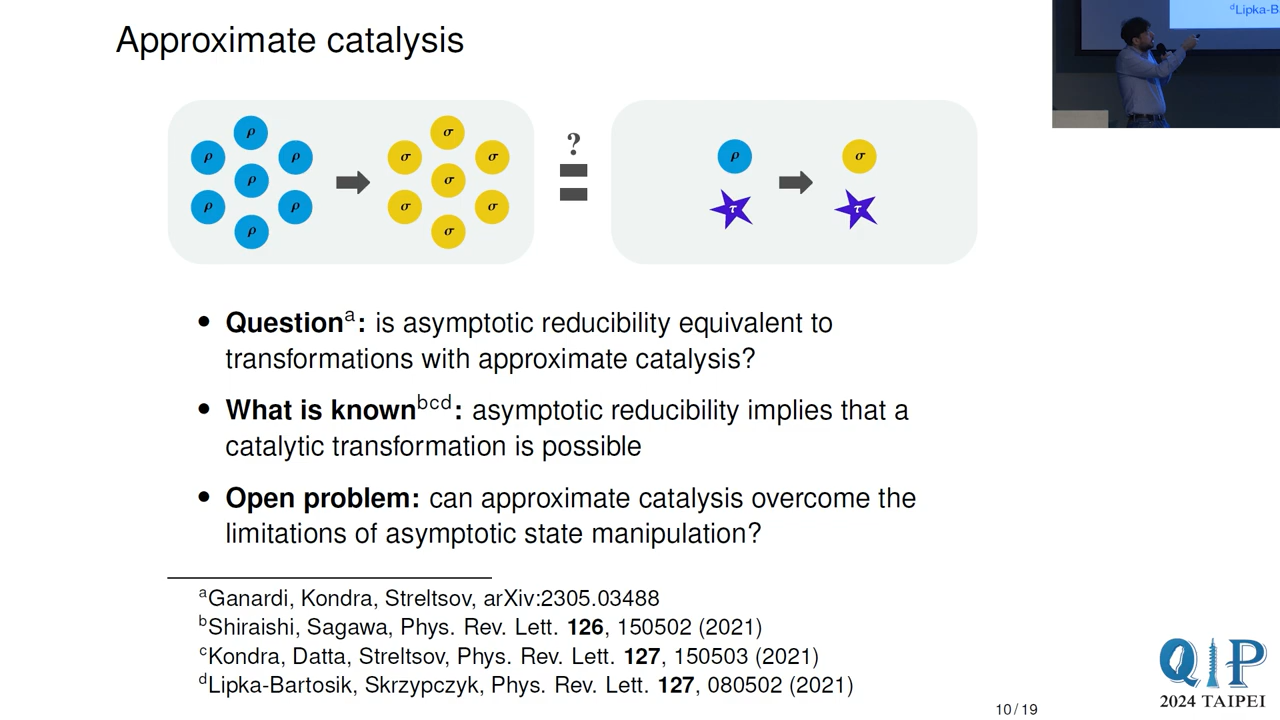 Approximate catalysis
ᵈLipka-B
ρ
ρ
ρ
ρ
ρ
ρ
ρ
σ
σ
σ
σ
σ
σ
σ
?
ρ
σ
τ
τ
• Questionᵃ: is asymptotic reducibility equivalent to
transformations with approximate catalysis?
• What is knownᵇᶜᵈ: asymptotic reducibility implies that a
catalytic transformation is possible
• Open problem: can approximate catalysis overcome the
limitations of asymptotic state manipulation?
ᵃGanardi, Kondra, Streltsov, arXiv:2305.03488
ᵇShiraishi, Sagawa, Phys. Rev. Lett. 126, 150502 (2021)
ᶜKondra, Datta, Streltsov, Phys. Rev. Lett. 127, 150503 (2021)
ᵈLipka-Bartosik, Skrzypczyk, Phys. Rev. Lett. 127, 080502 (2021)
10 / 19
QIP
2024 TAIPEI